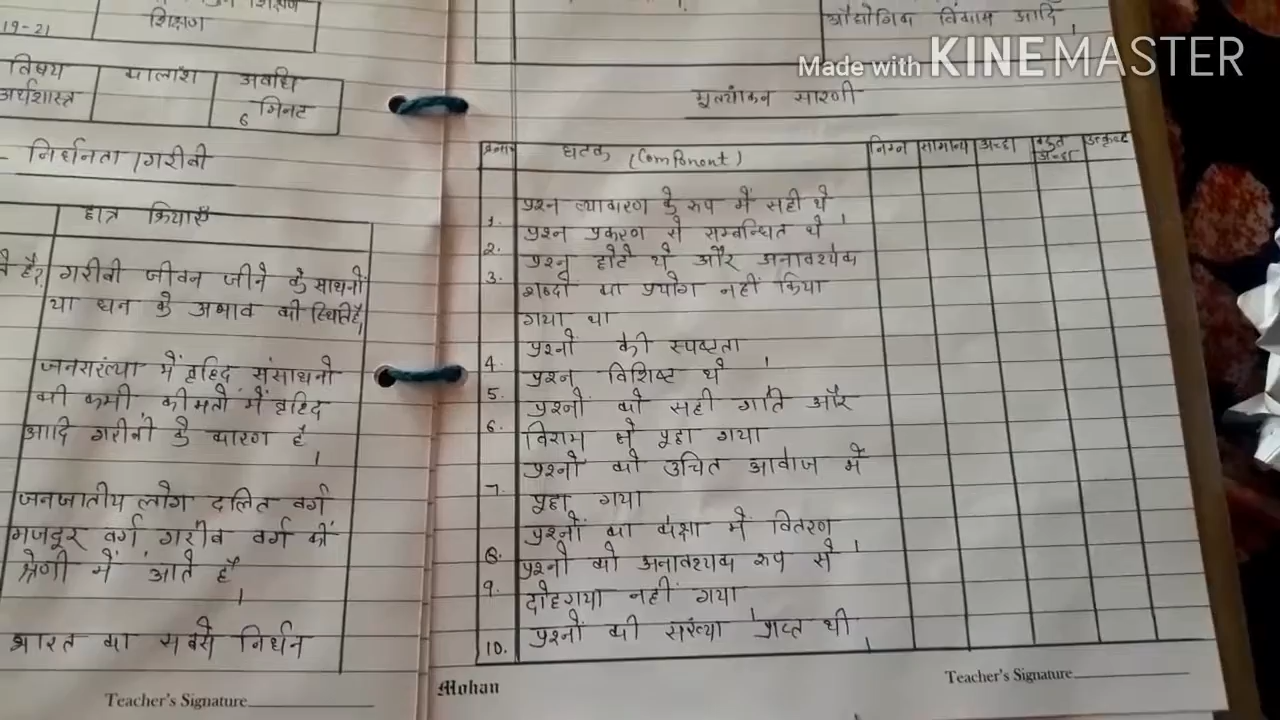 शिक्षण
19-21
विषय
कालांश
अवधि
अर्थशास्त्र
6 मिनट
- निर्धनता/गरीबी
छात्र क्रियाएँ
है? गरीबी जीवन जीने के साधनों
या धन के अभाव की स्थिति है।
जनसंख्या में वृद्धि संसाधनो
की कमी, कीमतों में वृद्धि
आदि गरीबी के कारण है।
जनजातीय लोग दलित वर्ग
मजदूर वर्ग गरीब वर्ग की
श्रेणी में आते है।
भारत का सबसे निर्धन
Teacher's Signature
औद्योगिक विकास आदि।
Made with KINEMASTER
मूल्यांकन सारणी
घटक (Component)
निम्न सामान्य अच्छा बहुत अच्छा उत्कृष्ट
1. प्रश्न व्याकरण के रूप में सही थे।
2. प्रश्न प्रकरण से सम्बन्धित थे।
3. प्रश्न छोटे थे और अनावश्यक
शब्दो का प्रयोग नहीं किया
गया था
4. प्रश्नों की स्पष्टता
5. प्रश्न विशिष्ट थे।
6. प्रश्नों को सही गति और
विराम से पूछा गया
7. प्रश्नों को उचित आवाज में
पूछा गया
8. प्रश्नों का कक्षा में वितरण
9. प्रश्नो को अनावश्यक रूप से
दोहराया नहीं गया।
10. प्रश्नों की संख्या थी।
Mohan
Teacher's Signature